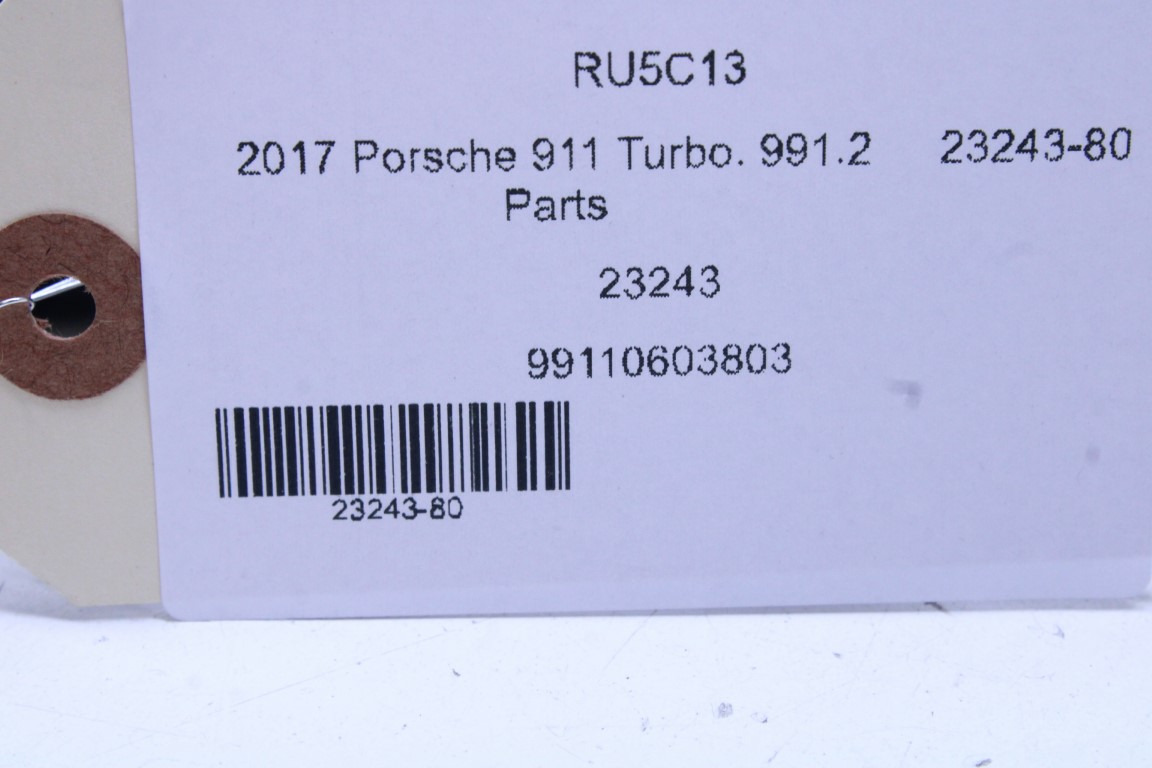 RU5C13
2017 Porsche 911 Turbo. 991.2 23243-80
Parts
23243
99110603803
23243-80